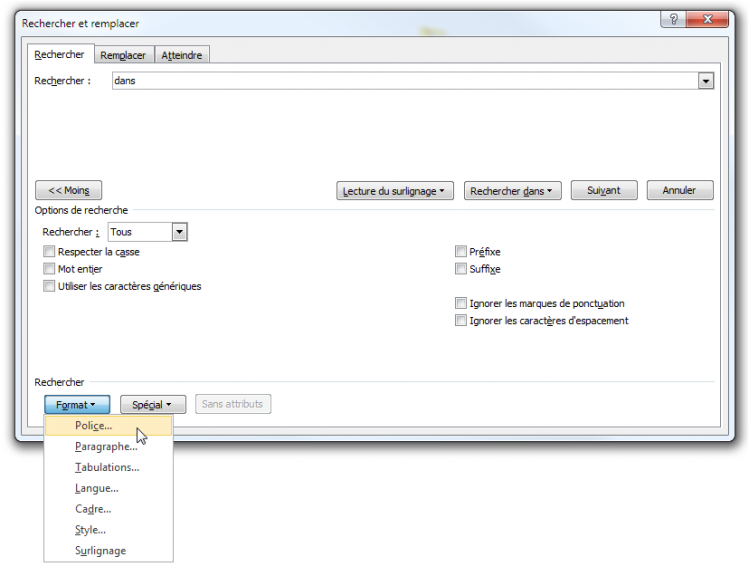 Rechercher et remplacer
Rechercher Remplacer Atteindre
Rechercher : dans
<< Moins Lecture du surlignage Rechercher dans Suivant Annuler
Options de recherche
Rechercher : Tous
Respecter la casse Préfixe
Mot entier Suffixe
Utiliser les caractères génériques
Ignorer les marques de ponctuation
Ignorer les caractères d'espacement
Rechercher
Format Spécial Sans attributs
Police...
Paragraphe...
Tabulations...
Langue...
Cadre...
Style...
Surlignage